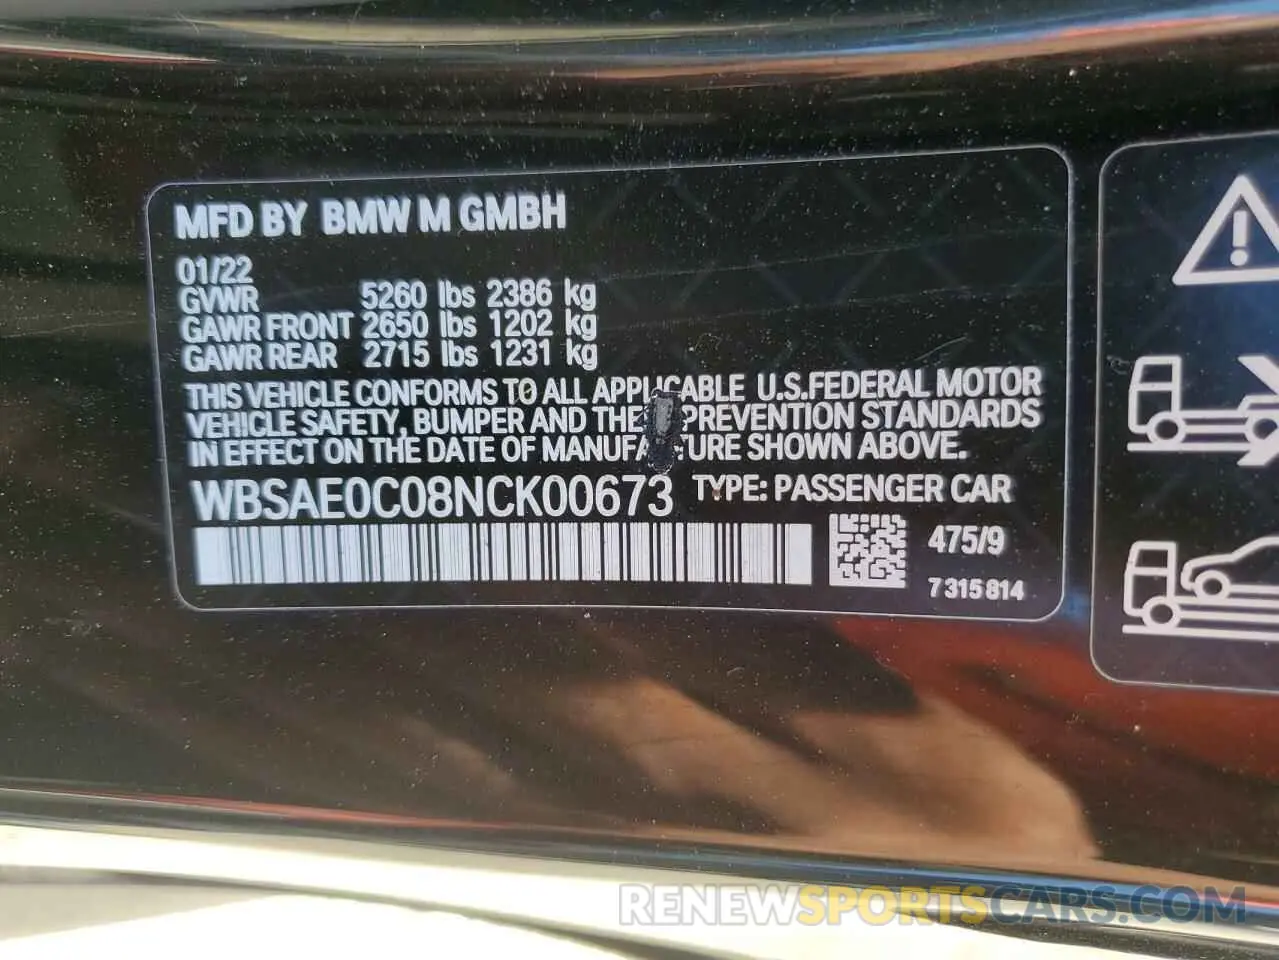 MFD BY BMW M GMBH
01/22
GVWR 5260 lbs 2386 kg
GAWR FRONT 2650 lbs 1202 kg
GAWR REAR 2715 lbs 1231 kg
THIS VEHICLE CONFORMS TO ALL APPLICABLE U.S.FEDERAL MOTOR
VEHICLE SAFETY, BUMPER AND THEFT PREVENTION STANDARDS
IN EFFECT ON THE DATE OF MANUFACTURE SHOWN ABOVE.
WBSAE0C08NCK00673 TYPE: PASSENGER CAR
475/9
7 315 814
RENEWSPORTSCARS.COM